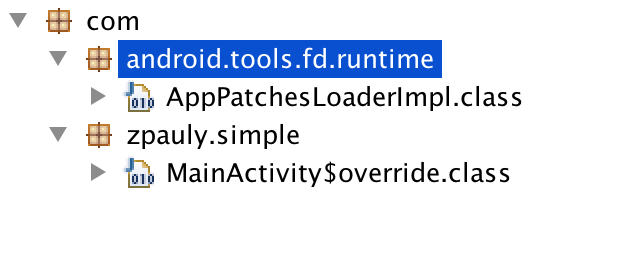 com
android.tools.fd.runtime
AppPatchesLoaderImpl.class
zpauly.simple
MainActivity$override.class